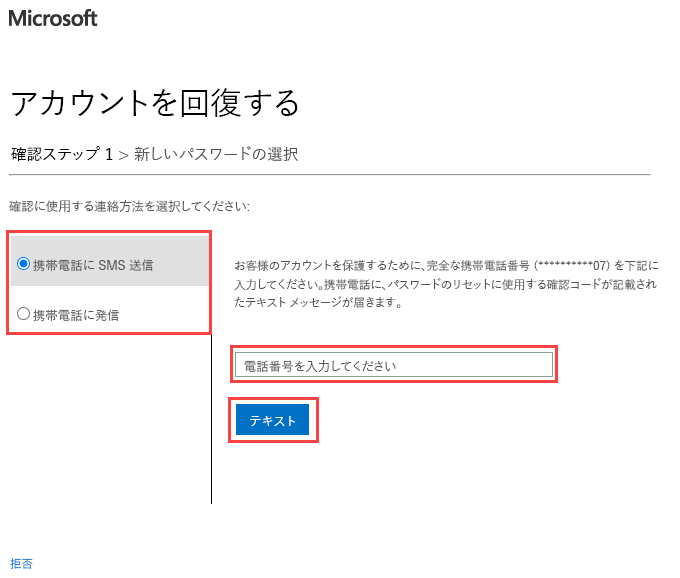 Microsoft
アカウントを回復する
確認ステップ 1 > 新しいパスワードの選択
確認に使用する連絡方法を選択してください:
携帯電話に SMS 送信
携帯電話に発信
お客様のアカウントを保護するために、完全な携帯電話番号 (**********07) を下記に
入力してください。携帯電話に、パスワードのリセットに使用する確認コードが記載され
たテキスト メッセージが届きます。
電話番号を入力してください
テキスト
拒否